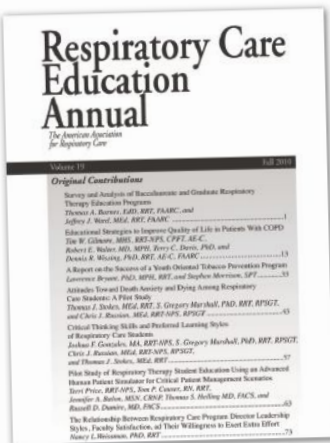 Respiratory Care
Education
Annual
The American Association
for Respiratory Care
Volume 19 Fall 2010
Original Contributions
Survey and Analysis of Baccalaureate and Graduate Respiratory
Therapy Education Programs
Thomas A. Barnes, EdD, RRT, FAARC, and
Jeffrey J. Ward, MEd, RRT, FAARC 1
Educational Strategies to Improve Quality of Life in Patients With COPD
Tim W. Gilmore, MHS, RRT-NPS, CPFT, AE-C,
Robert E. Walter, MD, MPH, Terry C. Davis, PhD, and
Dennis R. Wissing, PhD, RRT, AE-C, FAARC 13
A Report on the Success of a Youth Oriented Tobacco Prevention Program
Lawrence Bryant, PhD, MPH, RRT, and Stephen Morrison, SPT 33
Attitudes Toward Death Anxiety and Dying Among Respiratory
Care Students: A Pilot Study
Thomas J. Stokes, MEd, RRT, S. Gregory Marshall, PhD, RRT, RPSGT,
and Chris J. Russian, MEd, RRT-NPS, RPSGT 43
Critical Thinking Skills and Preferred Learning Styles
of Respiratory Care Students
Joshua F. Gonzales, MA, RRT-NPS, S. Gregory Marshall, PhD, RRT, RPSGT,
Chris J. Russian, MEd, RRT-NPS, RPSGT,
and Thomas J. Stokes, MEd, RRT 57
Pilot Study of Respiratory Therapy Student Education Using an Advanced
Human Patient Simulator for Critical Patient Management Scenarios
Terri Price, RRT-NPS, Tom P. Causer, RN, RRT,
Jennifer A. Bulon, MSN, CRNP, Thomas S. Helling MD, FACS, and
Russell D. Dumire, MD, FACS 63
The Relationship Between Respiratory Care Program Director Leadership
Styles, Faculty Satisfaction, and Their Willingness to Exert Extra Effort
Nancy L. Weissman, PhD, RRT 73